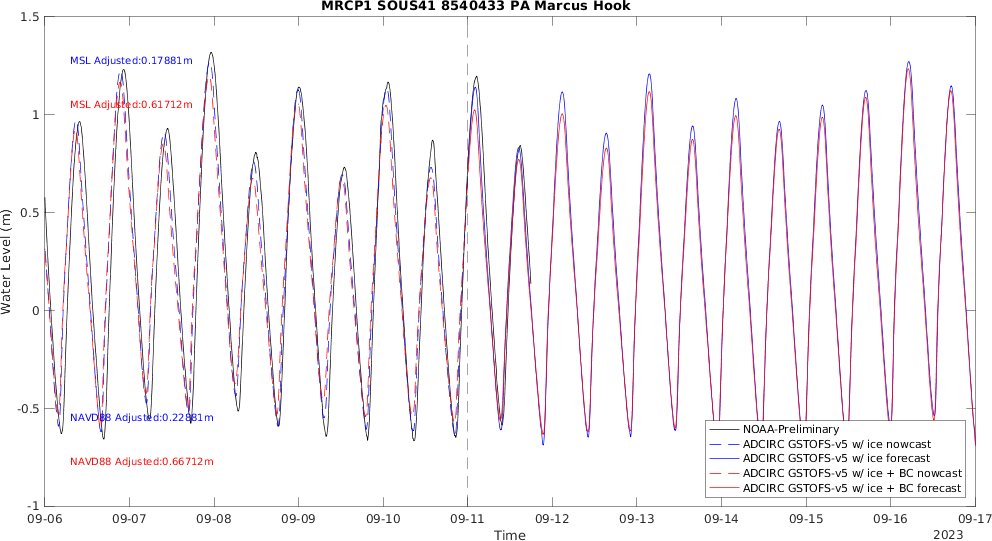 MRCP1 SOUS41 8540433 PA Marcus Hook
1.5
1
0.5
0
-0.5
-1
Water Level (m)
MSL Adjusted:0.17881m
MSL Adjusted:0.61712m
NAVD88 Adjusted:0.22881m
NAVD88 Adjusted:0.66712m
NOAA-Preliminary
ADCIRC GSTOFS-v5 w/ ice nowcast
ADCIRC GSTOFS-v5 w/ ice forecast
ADCIRC GSTOFS-v5 w/ ice + BC nowcast
ADCIRC GSTOFS-v5 w/ ice + BC forecast
09-06 09-07 09-08 09-09 09-10 09-11 09-12 09-13 09-14 09-15 09-16 09-17
Time
2023